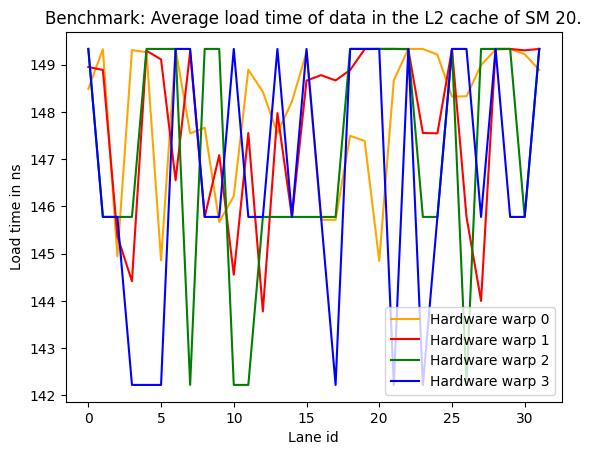 Benchmark: Average load time of data in the L2 cache of SM 20.
Load time in ns
149
148
147
146
145
144
143
142
Hardware warp 0
Hardware warp 1
Hardware warp 2
Hardware warp 3
0 5 10 15 20 25 30
Lane id